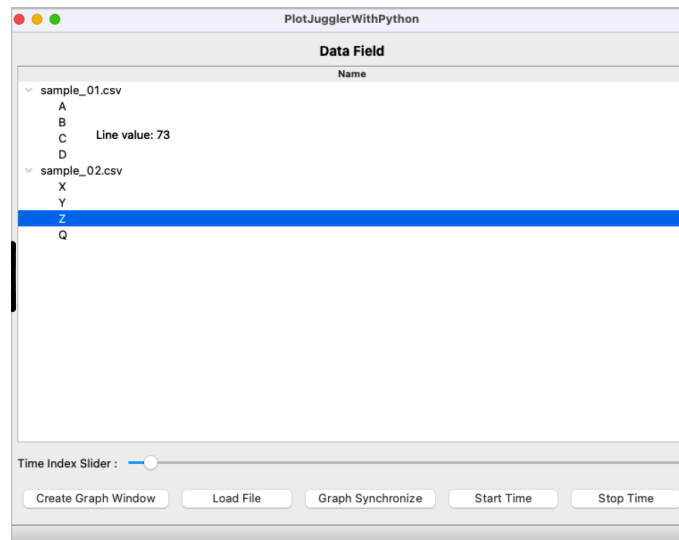 PlotJugglerWithPython
Data Field
Name
sample_01.csv
A
B
C
Line value: 73
D
sample_02.csv
X
Y
Z
Q
Time Index Slider :
Create Graph Window Load File Graph Synchronize Start Time Stop Time